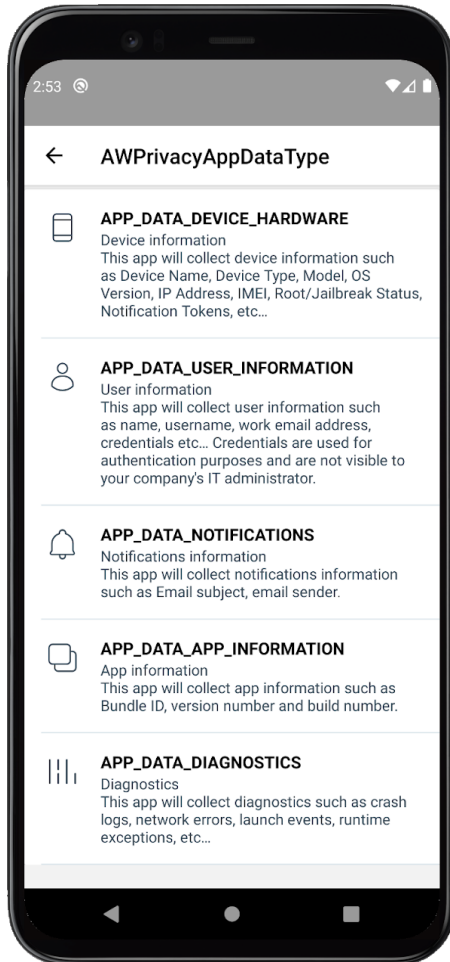 2:53
AWPrivacyAppDataType
APP_DATA_DEVICE_HARDWARE
Device information
This app will collect device information such
as Device Name, Device Type, Model, OS
Version, IP Address, IMEI, Root/Jailbreak Status,
Notification Tokens, etc...
APP_DATA_USER_INFORMATION
User information
This app will collect user information such
as name, username, work email address,
credentials etc... Credentials are used for
authentication purposes and are not visible to
your company's IT administrator.
APP_DATA_NOTIFICATIONS
Notifications information
This app will collect notifications information
such as Email subject, email sender.
APP_DATA_APP_INFORMATION
App information
This app will collect app information such as
Bundle ID, version number and build number.
APP_DATA_DIAGNOSTICS
Diagnostics
This app will collect diagnostics such as crash
logs, network errors, launch events, runtime
exceptions, etc...